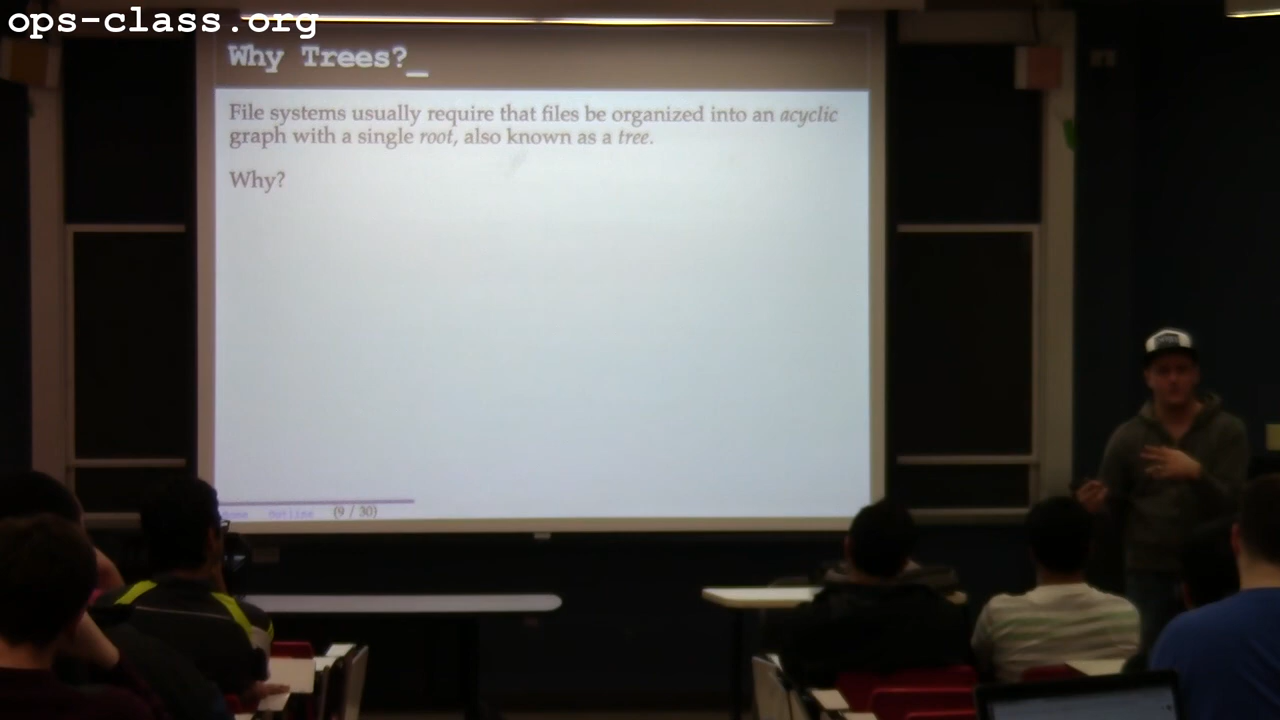 ops-class.org
Why Trees?_
File systems usually require that files be organized into an acyclic
graph with a single root, also known as a tree.
Why?
Outline (9 / 30)